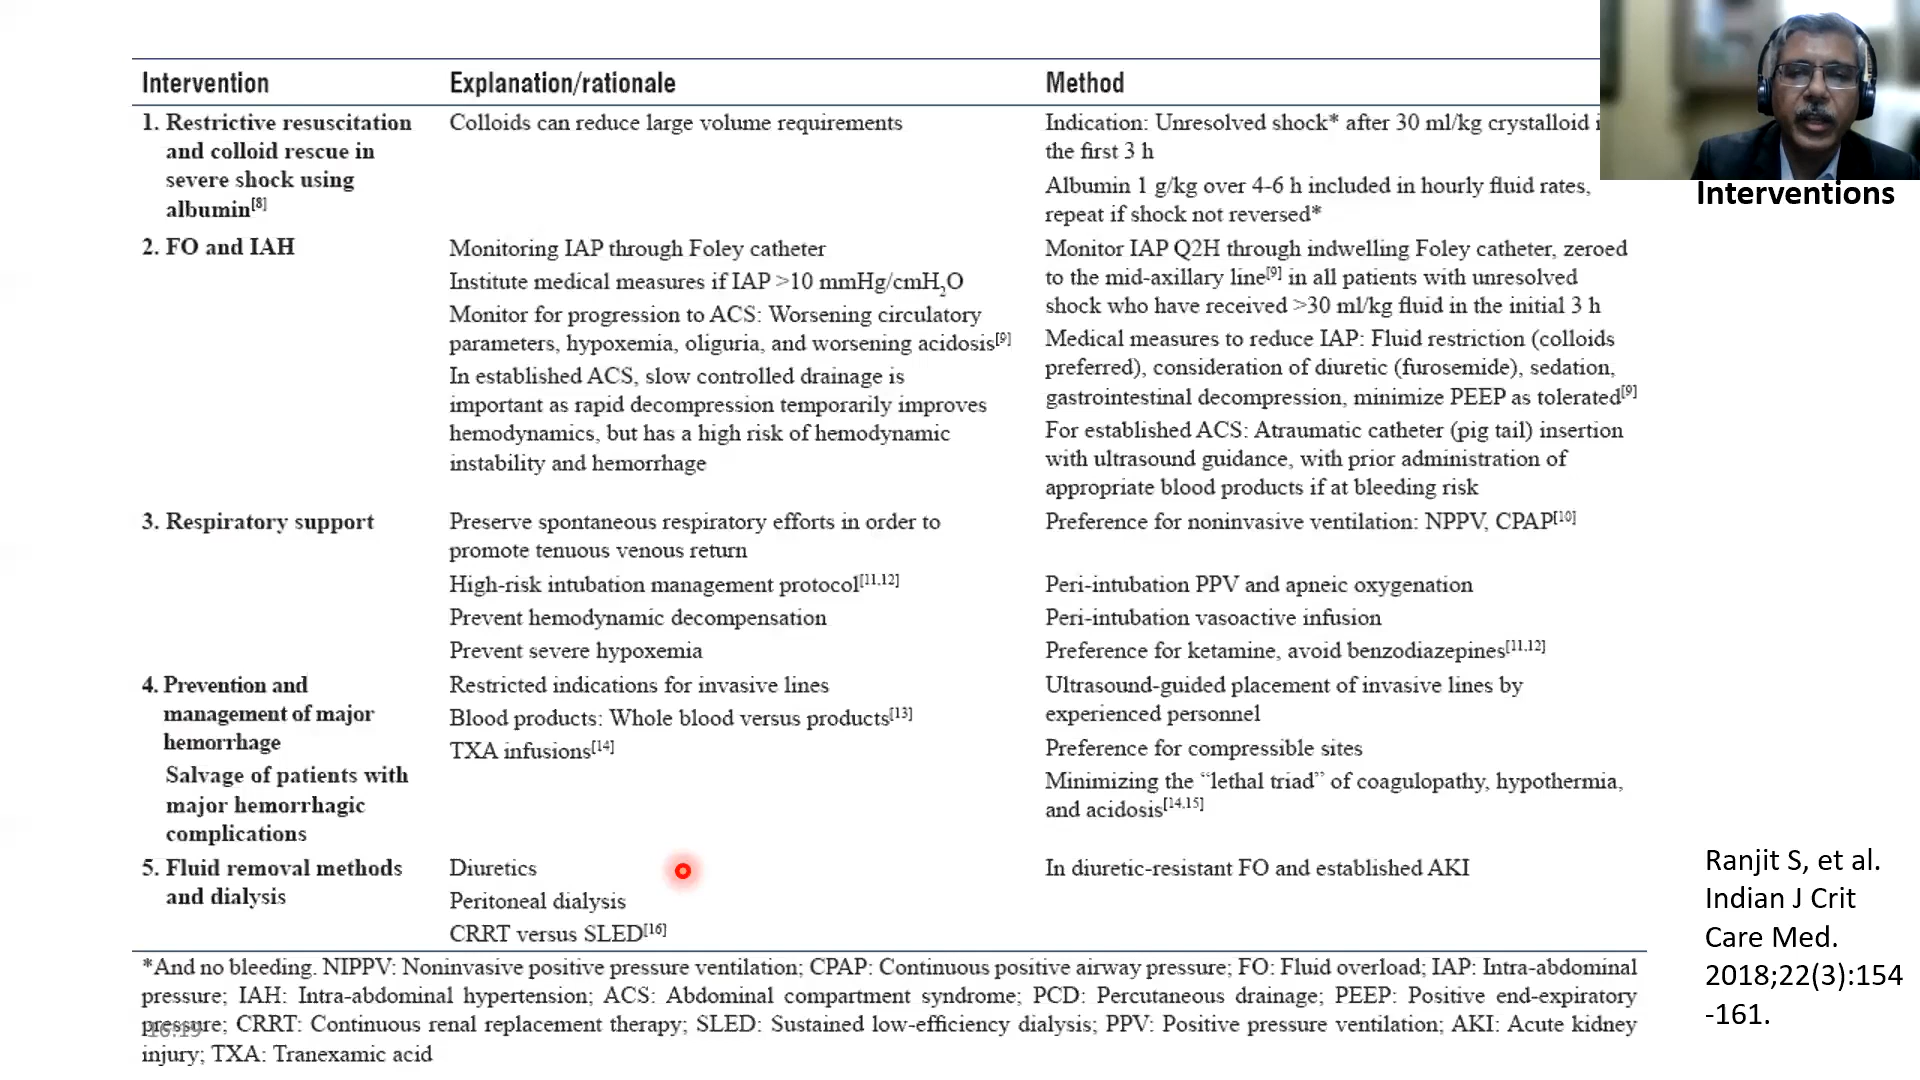 Intervention Explanation/rationale Method
1. Restrictive resuscitation
and colloid rescue in
severe shock using
albumin[8]
Colloids can reduce large volume requirements
Indication: Unresolved shock* after 30 ml/kg crystalloid
the first 3 h
Albumin 1 g/kg over 4-6 h included in hourly fluid rates,
repeat if shock not reversed*
Interventions
2. FO and IAH
Monitoring IAP through Foley catheter
Institute medical measures if IAP >10 mmHg/cmH2O
Monitor for progression to ACS: Worsening circulatory
parameters, hypoxemia, oliguria, and worsening acidosis[9]
In established ACS, slow controlled drainage is
important as rapid decompression temporarily improves
hemodynamics, but has a high risk of hemodynamic
instability and hemorrhage
Monitor IAP Q2H through indwelling Foley catheter, zeroed
to the mid-axillary line[9] in all patients with unresolved
shock who have received >30 ml/kg fluid in the initial 3 h
Medical measures to reduce IAP: Fluid restriction (colloids
preferred), consideration of diuretic (furosemide), sedation,
gastrointestinal decompression, minimize PEEP as tolerated[9]
For established ACS: Atraumatic catheter (pig tail) insertion
with ultrasound guidance, with prior administration of
appropriate blood products if at bleeding risk
3. Respiratory support
Preserve spontaneous respiratory efforts in order to
promote tenuous venous return
Preference for noninvasive ventilation: NPPV, CPAP[10]
High-risk intubation management protocol[11,12]
Peri-intubation PPV and apneic oxygenation
Prevent hemodynamic decompensation
Peri-intubation vasoactive infusion
Prevent severe hypoxemia
Preference for ketamine, avoid benzodiazepines[11,12]
4. Prevention and
management of major
hemorrhage
Salvage of patients with
major hemorrhagic
complications
Restricted indications for invasive lines
Blood products: Whole blood versus products[13]
TXA infusions[14]
Ultrasound-guided placement of invasive lines by
experienced personnel
Preference for compressible sites
Minimizing the “lethal triad” of coagulopathy, hypothermia,
and acidosis[14,15]
5. Fluid removal methods
and dialysis
Diuretics
Peritoneal dialysis
CRRT versus SLED[16]
In diuretic-resistant FO and established AKI
*And no bleeding. NIPPV: Noninvasive positive pressure ventilation; CPAP: Continuous positive airway pressure; FO: Fluid overload; IAP: Intra-abdominal
pressure; IAH: Intra-abdominal hypertension; ACS: Abdominal compartment syndrome; PCD: Percutaneous drainage; PEEP: Positive end-expiratory
pressure; CRRT: Continuous renal replacement therapy; SLED: Sustained low-efficiency dialysis; PPV: Positive pressure ventilation; AKI: Acute kidney
injury; TXA: Tranexamic acid
16:19
Ranjit S, et al.
Indian J Crit
Care Med.
2018;22(3):154
-161.